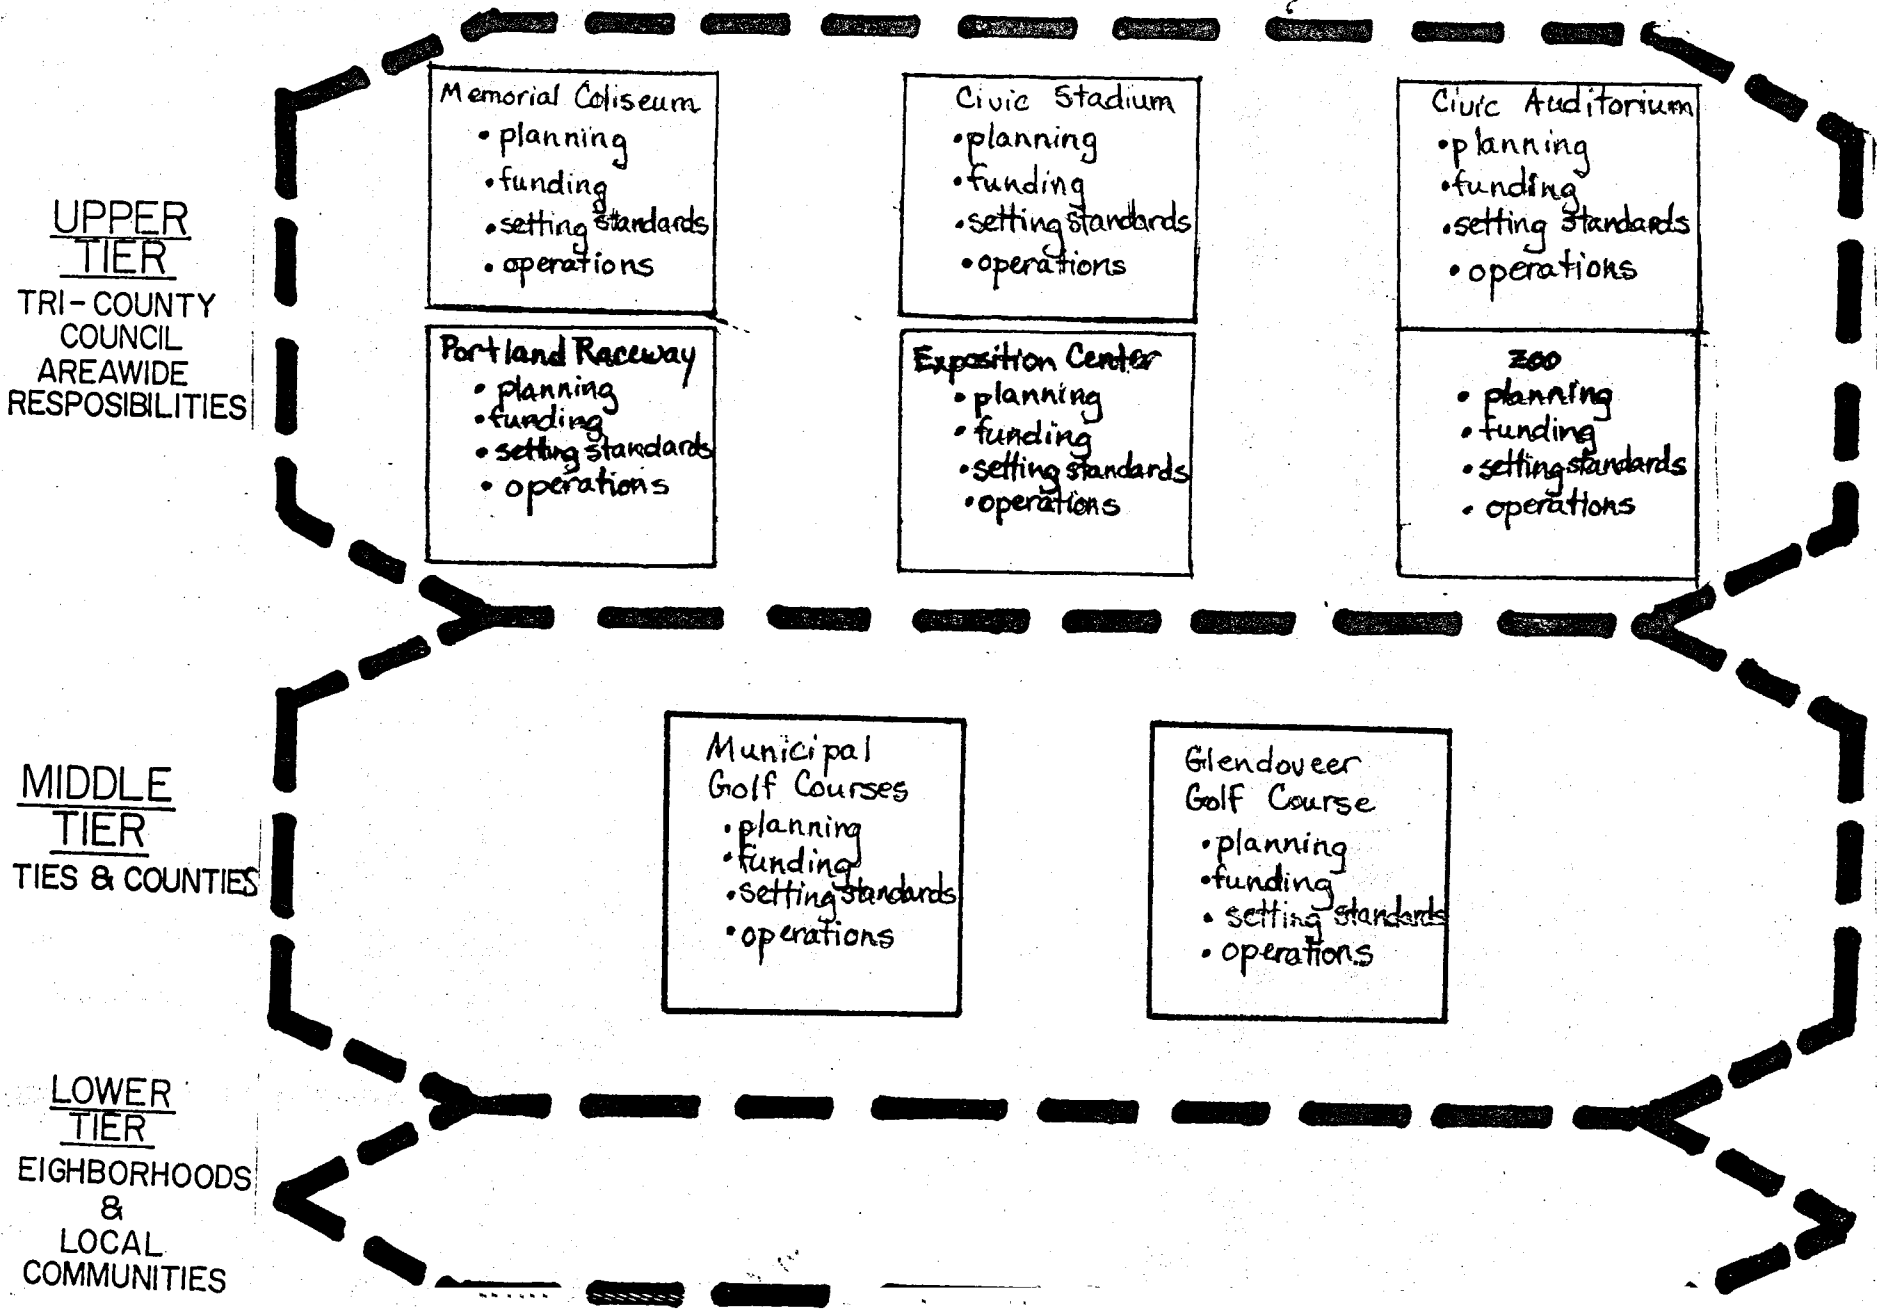 UPPER
TIER
TRI-COUNTY
COUNCIL
AREAWIDE
RESPOSIBILITIES
Memorial Coliseum
• planning
• funding
• setting standards
• operations
Civic Stadium
• planning
• funding
• setting standards
• operations
Civic Auditorium
• planning
• funding
• setting standards
• operations
Portland Raceway
• planning
• funding
• setting standards
• operations
Exposition Center
• planning
• funding
• setting standards
• operations
Zoo
• planning
• funding
• setting standards
• operations
MIDDLE
TIER
TIES & COUNTIES
Municipal
Golf Courses
• planning
• funding
• setting standards
• operations
Glendoveer
Golf Course
• planning
• funding
• setting standards
• operations
LOWER
TIER
EIGHBORHOODS
&
LOCAL
COMMUNITIES